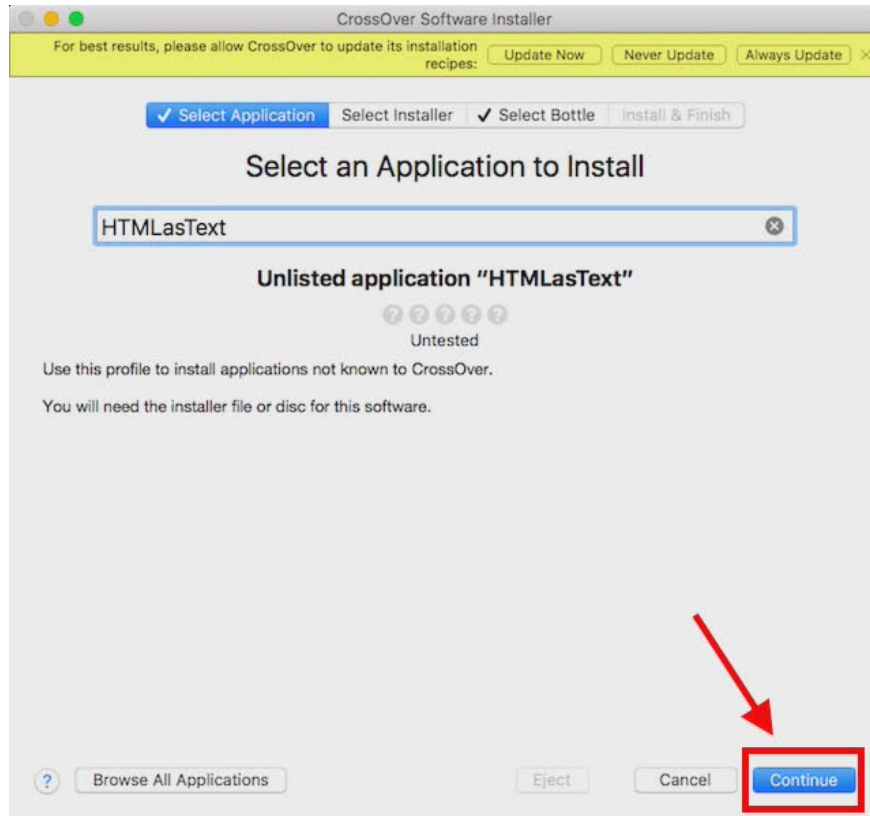 CrossOver Software Installer
For best results, please allow CrossOver to update its installation
recipes:
Update Now
Never Update
Always Update
✓ Select Application
Select Installer
✓ Select Bottle
Install & Finish
Select an Application to Install
HTMLasText
Unlisted application “HTMLasText”
Untested
Use this profile to install applications not known to CrossOver.
You will need the installer file or disc for this software.
?
Browse All Applications
Eject
Cancel
Continue